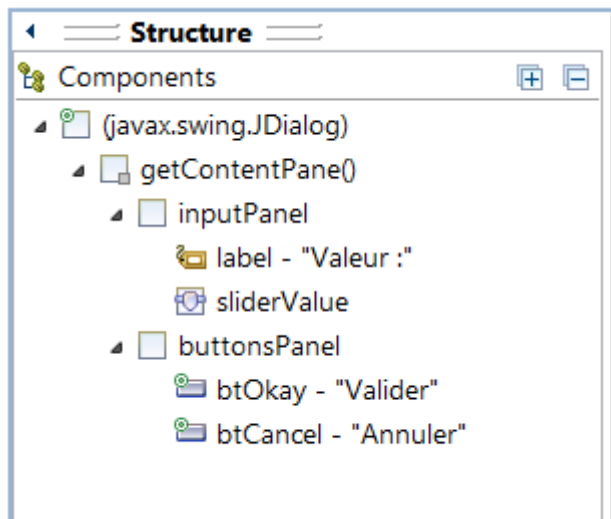 Structure
Components
(javax.swing.JDialog)
getContentPane()
inputPanel
label - "Valeur :"
sliderValue
buttonsPanel
btOkay - "Valider"
btCancel - "Annuler"